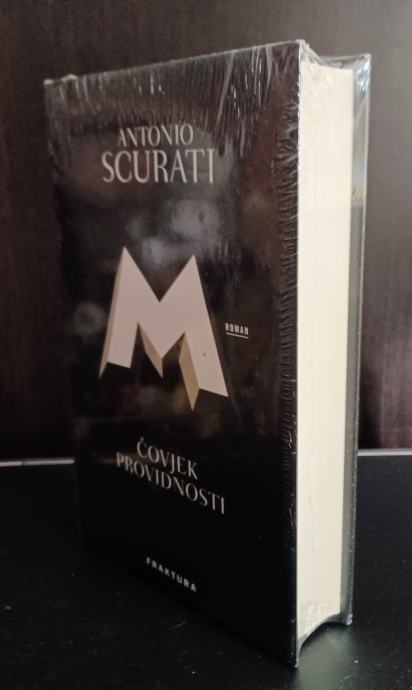 ANTONIO
SCURATI
M
ROMAN
ČOVJEK
PROVIDNOSTI
FRAKTURA